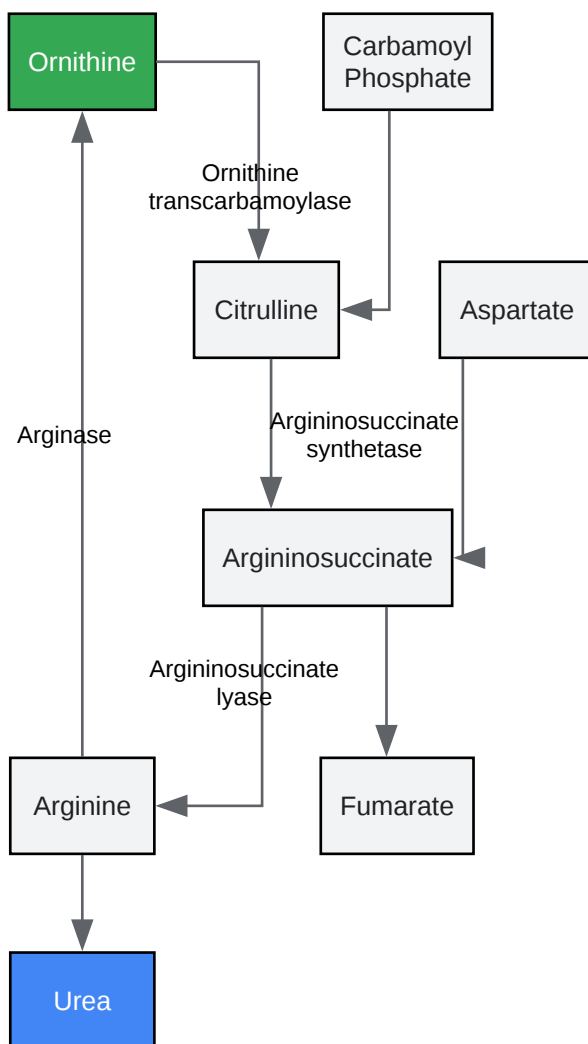 Ornithine
Carbamoyl
Phosphate
Ornithine
transcarbamoylase
Citrulline
Aspartate
Arginase
Argininosuccinate
synthetase
Argininosuccinate
Argininosuccinate
lyase
Arginine
Fumarate
Urea